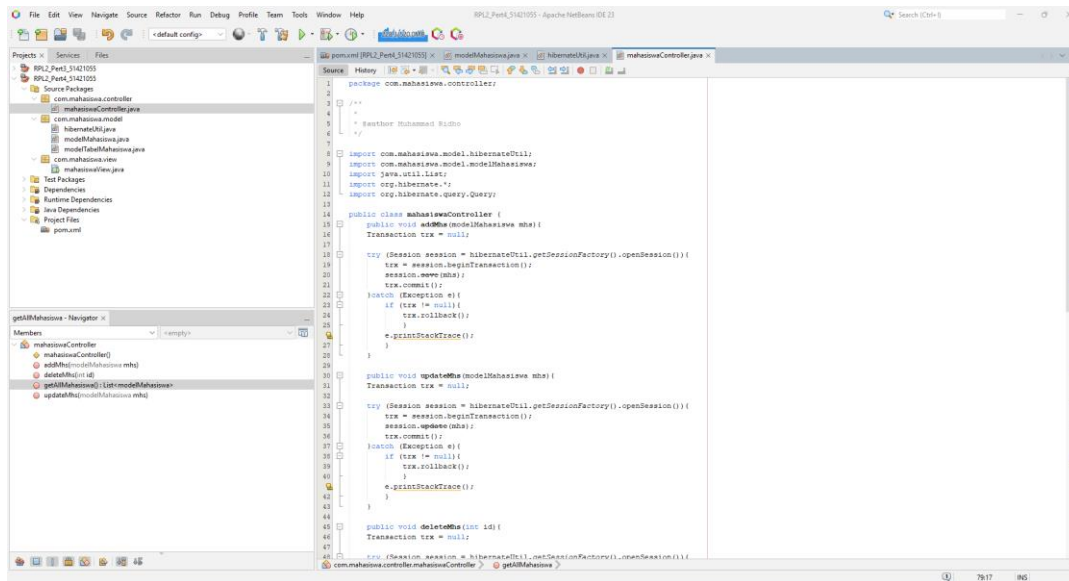 File Edit View Navigate Source Refactor Run Debug Profile Team Tools Window Help
RPL2_Pert4_51421055 - Apache NetBeans IDE 23
Search (Ctrl+I)
<default config>
Projects
Services
Files
RPL2_Pert3_51421055
RPL2_Pert4_51421055
Source Packages
com.mahasiswa.controller
mahasiswaController.java
com.mahasiswa.model
hibernateUtil.java
modelMahasiswa.java
modelTabelMahasiswa.java
com.mahasiswa.view
mahasiswaView.java
Test Packages
Dependencies
Runtime Dependencies
Java Dependencies
Project Files
pom.xml
getAllMahasiswa - Navigator
Members
<empty>
mahasiswaController
mahasiswaController()
addMhs(modelMahasiswa mhs)
deleteMhs(int id)
getAllMahasiswa() : List<modelMahasiswa>
updateMhs(modelMahasiswa mhs)
pom.xml [RPL2_Pert4_51421055]
modelMahasiswa.java
hibernateUtil.java
mahasiswaController.java
Source
History
1 package com.mahasiswa.controller;
2
3 /**
4 *
5 * @author Muhammad Ridho
6 */
7
8 import com.mahasiswa.model.hibernateUtil;
9 import com.mahasiswa.model.modelMahasiswa;
10 import java.util.List;
11 import org.hibernate.*;
12 import org.hibernate.query.Query;
13
14 public class mahasiswaController {
15 public void addMhs(modelMahasiswa mhs){
16 Transaction trx = null;
17
18 try (Session session = hibernateUtil.getSessionFactory().openSession()){
19 trx = session.beginTransaction();
20 session.save(mhs);
21 trx.commit();
22 }catch (Exception e){
23 if (trx != null){
24 trx.rollback();
25 }
e.printStackTrace();
27 }
28 }
29
30 public void updateMhs(modelMahasiswa mhs){
31 Transaction trx = null;
32
33 try (Session session = hibernateUtil.getSessionFactory().openSession()){
34 trx = session.beginTransaction();
35 session.update(mhs);
36 trx.commit();
37 }catch (Exception e){
38 if (trx != null){
39 trx.rollback();
40 }
e.printStackTrace();
42 }
43 }
44
45 public void deleteMhs(int id){
46 Transaction trx = null;
47
48 try (Session session = hibernateUtil.getSessionFactory().openSession()){
com.mahasiswa.controller.mahasiswaController
getAllMahasiswa
79:17
INS